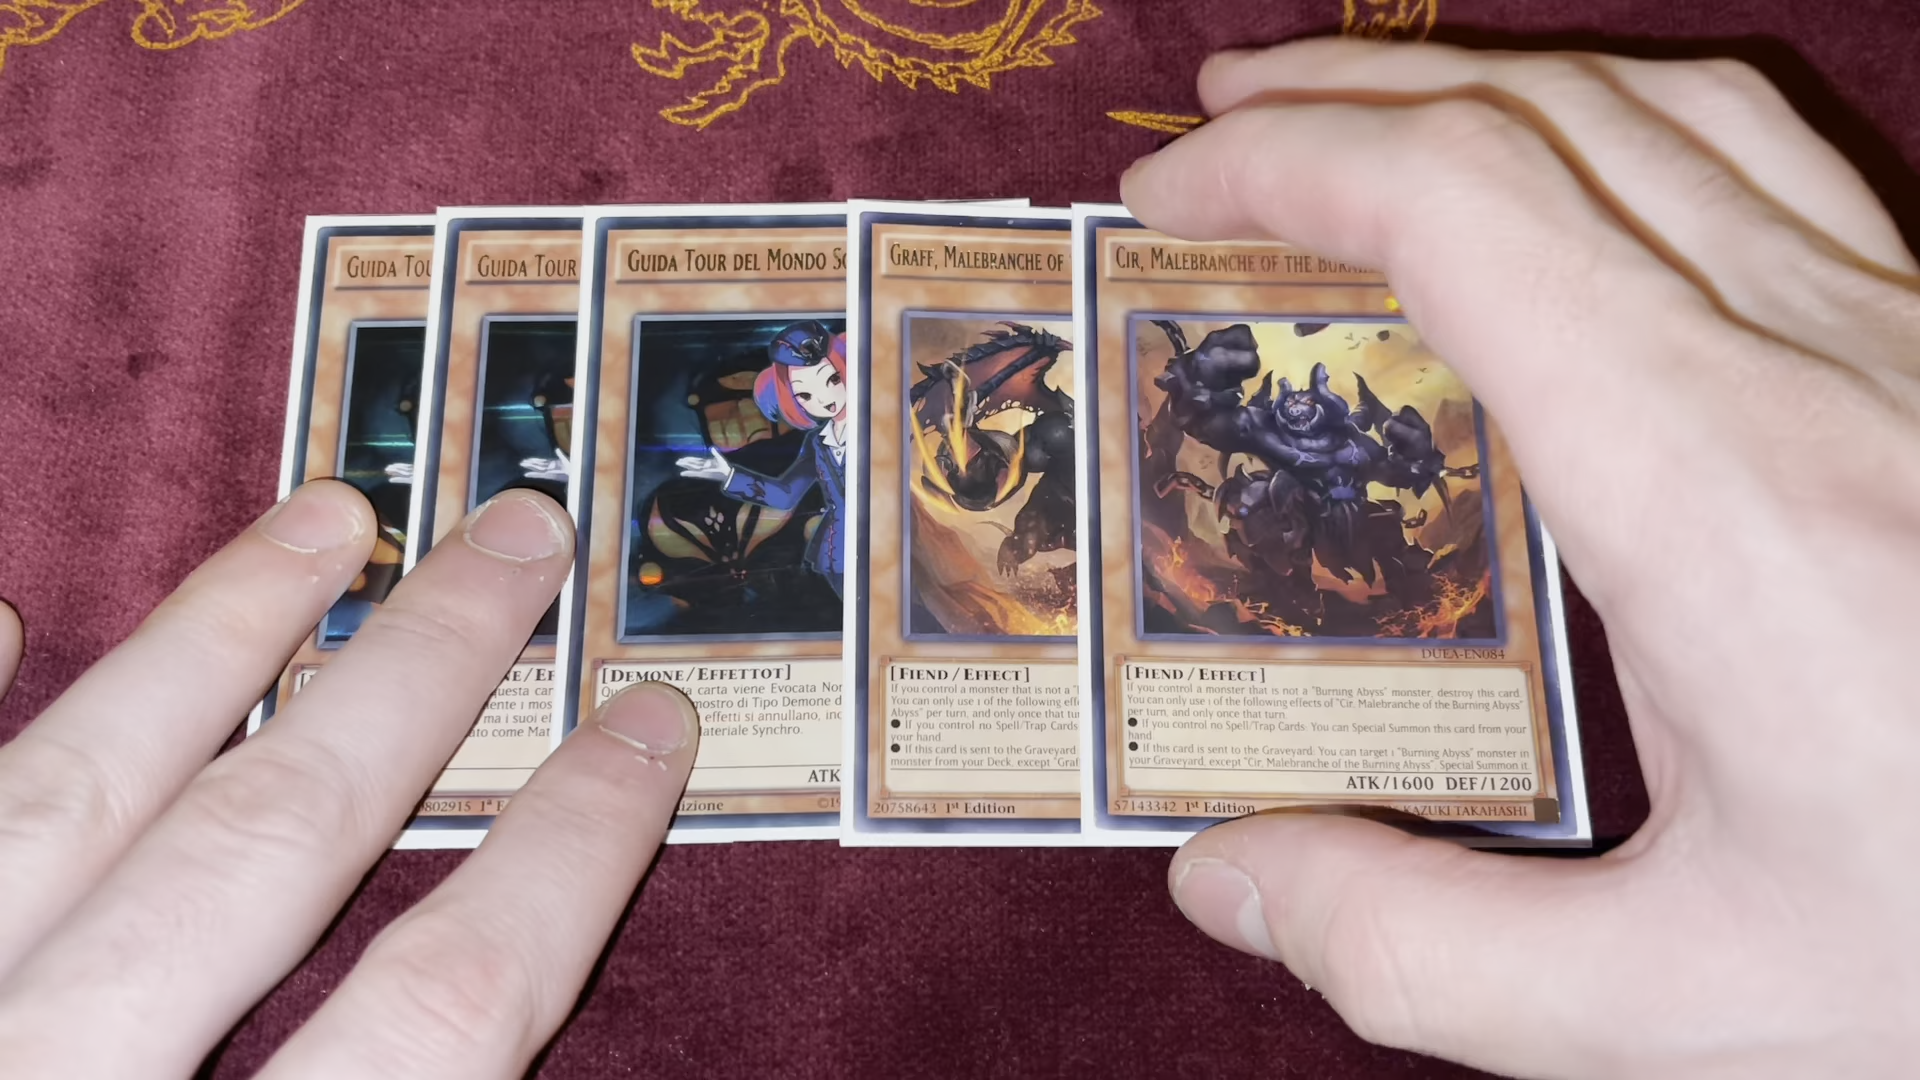 GUIDA TOU
GUIDA TOUR
GUIDA TOUR DEL MONDO SO
[DEMONE/EFFETTOT]
ta carta viene Evocata Nor
mostro di Tipo Demone d
effetti si annullano, inc
ateriale Synchro.
ATK
izione
questa car
ente i mos
ma i suoi ef
ato come Mat
0802915 1ª E
GRAFF, MALEBRANCHE OF
[FIEND/EFFECT]
If you control a monster that is not a "
You can only use 1 of the following eff
Abyss" per turn, and only once that tu
● If you control no Spell/Trap Cards
your hand
● If this card is sent to the Graveyard
monster from your Deck, except "Graf
20758643 1st Edition
CIR, MALEBRANCHE OF THE BURNI
DUEA-EN084
[FIEND/EFFECT]
If you control a monster that is not a "Burning Abyss" monster, destroy this card.
You can only use 1 of the following effects of "Cir, Malebranche of the Burning Abyss"
per turn, and only once that turn.
● If you control no Spell/Trap Cards: You can Special Summon this card from your
hand
● If this card is sent to the Graveyard: You can target 1 "Burning Abyss" monster in
your Graveyard, except "Cir, Malebranche of the Burning Abyss"; Special Summon it.
ATK/1600 DEF/1200
57143342 1st Edition
KAZUKI TAKAHASHI